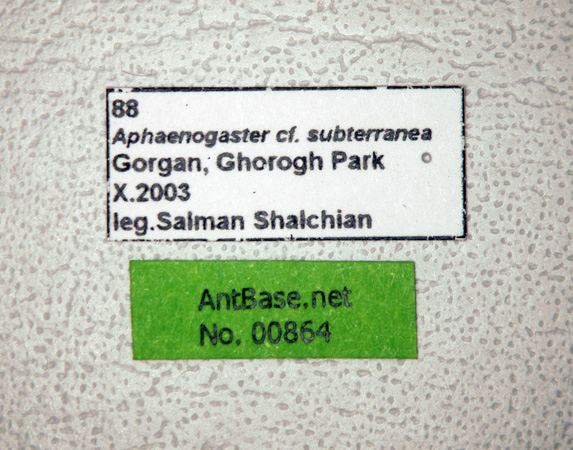 88
Aphaenogaster cf. subterranea
Gorgan, Ghorogh Park
X.2003
leg.Salman Shalchian
AntBase.net
No. 00864